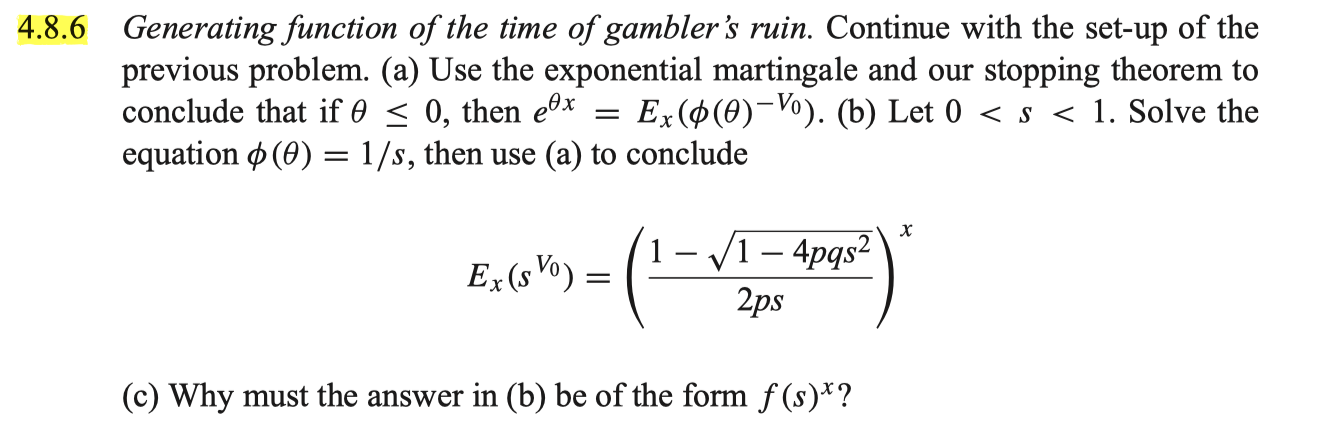 4.8.6 Generating function of the time of gambler's ruin. Continue with the set-up of the
previous problem. (a) Use the exponential martingale and our stopping theorem to
conclude that if θ ≤ 0, then e^{θx} = E_x(ϕ(θ)^{−V_0}). (b) Let 0 < s < 1. Solve the
equation ϕ(θ) = 1/s, then use (a) to conclude
E_x(s^{V_0}) = ((1 − √(1 − 4pqs^2)) / (2ps))^x
(c) Why must the answer in (b) be of the form f(s)^x?